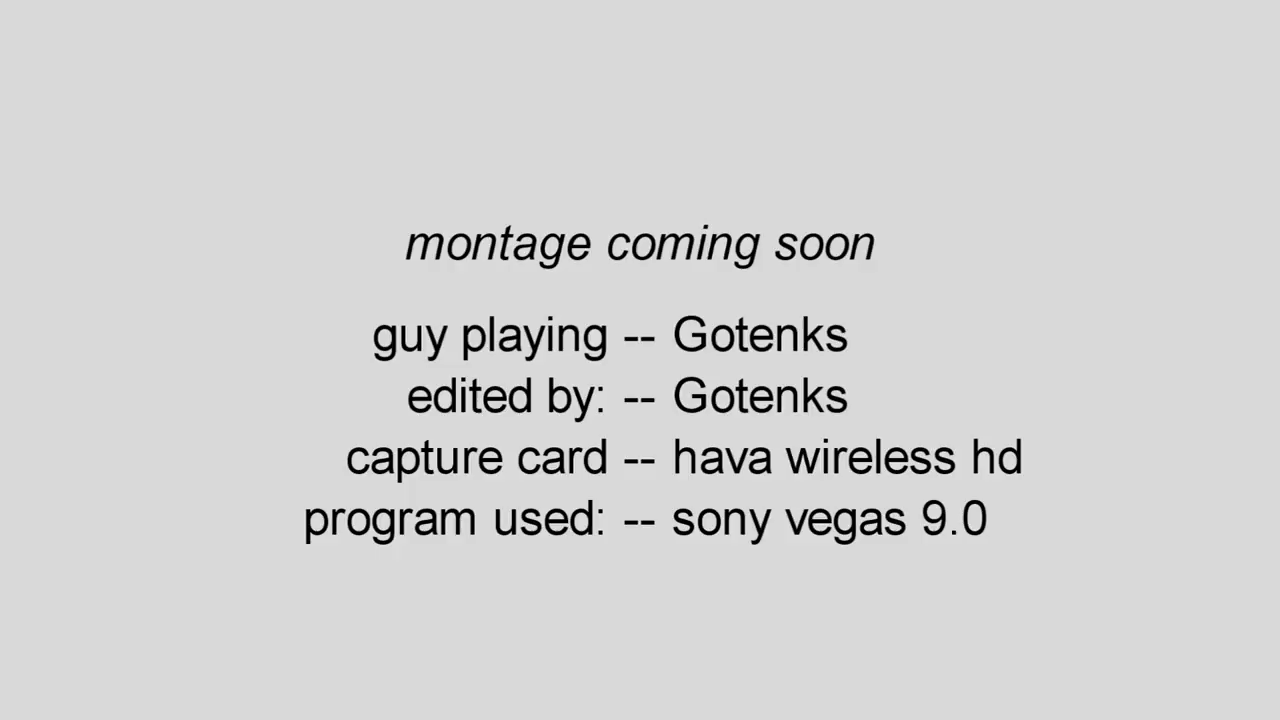 montage coming soon
guy playing -- Gotenks
edited by: -- Gotenks
capture card -- hava wireless hd
program used: -- sony vegas 9.0